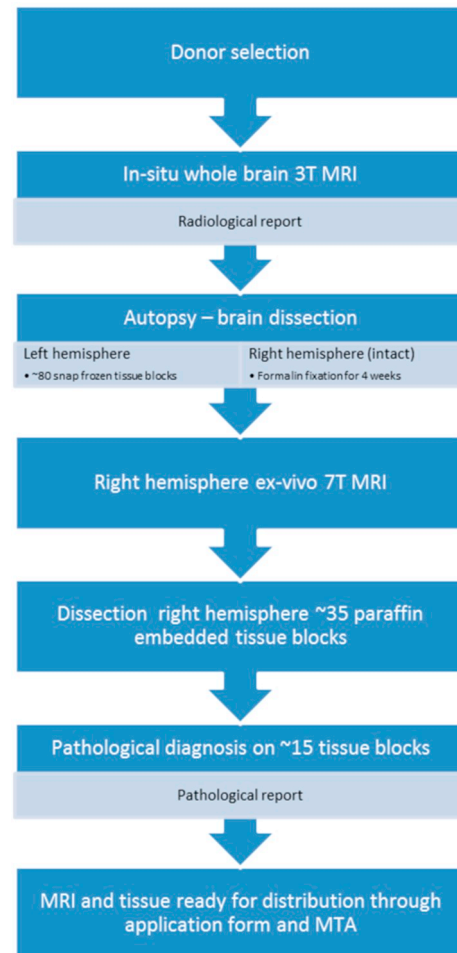 Donor selection
In-situ whole brain 3T MRI
Radiological report
Autopsy – brain dissection
Left hemisphere
• ~80 snap frozen tissue blocks
Right hemisphere (intact)
• Formalin fixation for 4 weeks
Right hemisphere ex-vivo 7T MRI
Dissection right hemisphere ~35 paraffin
embedded tissue blocks
Pathological diagnosis on ~15 tissue blocks
Pathological report
MRI and tissue ready for distribution through
application form and MTA